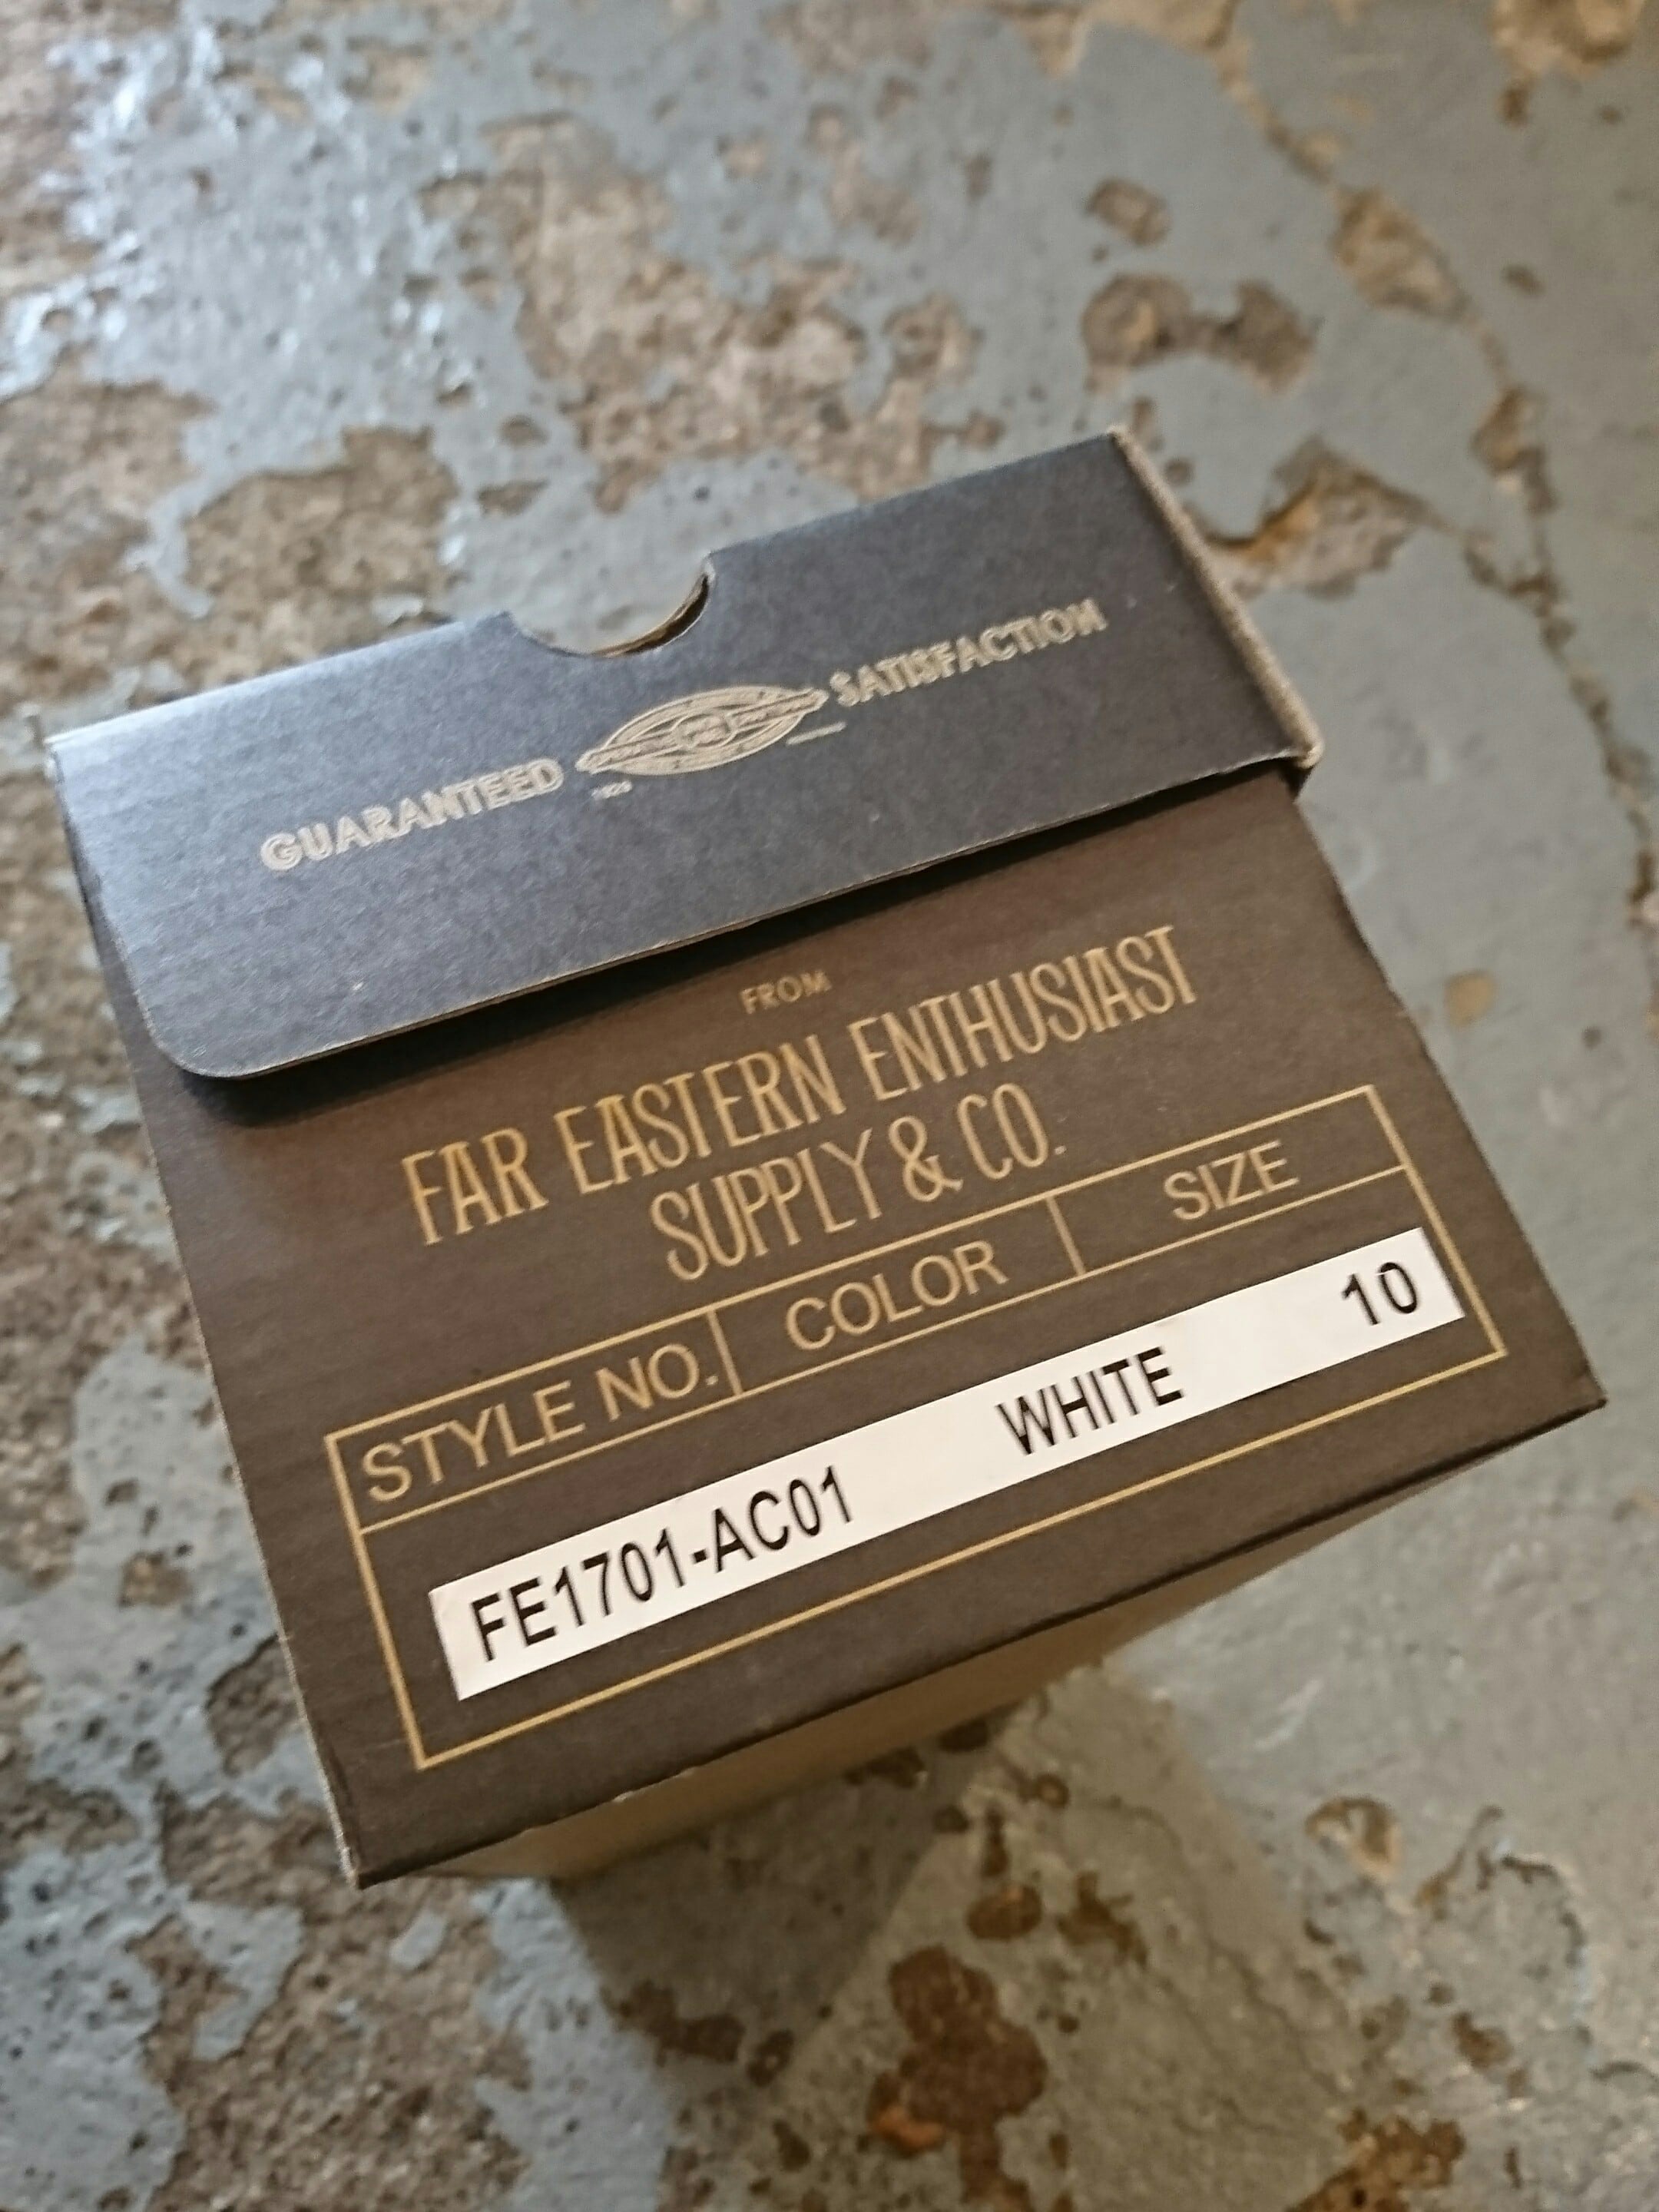 GUARANTEED SATISFACTION
FROM
FAR EASTERN ENTHUSIAST
SUPPLY & CO.
STYLE NO. COLOR SIZE
FE1701-AC01 WHITE 10